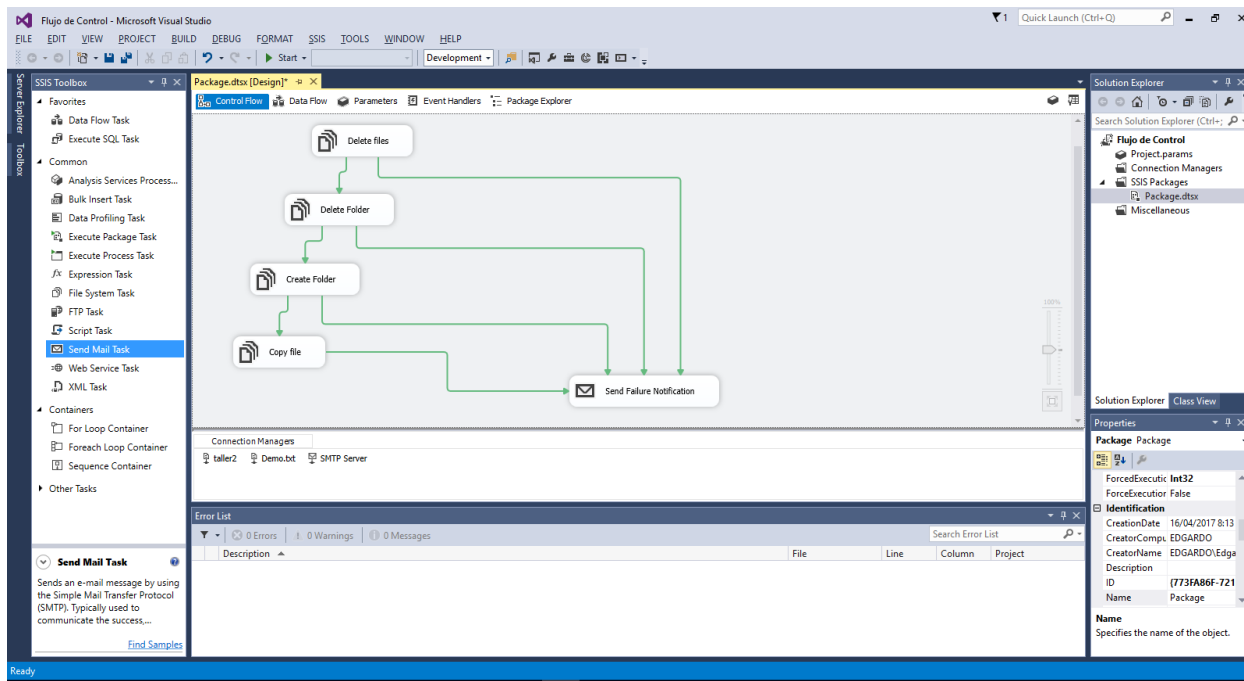 Flujo de Control - Microsoft Visual Studio
1
Quick Launch (Ctrl+Q)
FILE EDIT VIEW PROJECT BUILD DEBUG FORMAT SSIS TOOLS WINDOW HELP
Start
Development
Server Explorer
Toolbox
SSIS Toolbox
Favorites
Data Flow Task
Execute SQL Task
Common
Analysis Services Process...
Bulk Insert Task
Data Profiling Task
Execute Package Task
Execute Process Task
Expression Task
File System Task
FTP Task
Script Task
Send Mail Task
Web Service Task
XML Task
Containers
For Loop Container
Foreach Loop Container
Sequence Container
Other Tasks
Send Mail Task
Sends an e-mail message by using
the Simple Mail Transfer Protocol
(SMTP). Typically used to
communicate the success,...
Find Samples
Package.dtsx [Design]*
Control Flow Data Flow Parameters Event Handlers Package Explorer
Delete files
Delete Folder
Create Folder
Copy file
Send Failure Notification
100%
Connection Managers
taller2 Demo.txt SMTP Server
Error List
0 Errors 0 Warnings 0 Messages
Search Error List
Description File Line Column Project
Solution Explorer
Search Solution Explorer (Ctrl+;
Flujo de Control
Project.params
Connection Managers
SSIS Packages
Package.dtsx
Miscellaneous
Solution Explorer Class View
Properties
Package Package
ForcedExecutic Int32
ForceExecution False
Identification
CreationDate 16/04/2017 8:13
CreatorCompu EDGARDO
CreatorName EDGARDO\Edga
Description
ID {773FA86F-721
Name Package
Name
Specifies the name of the object.
Ready